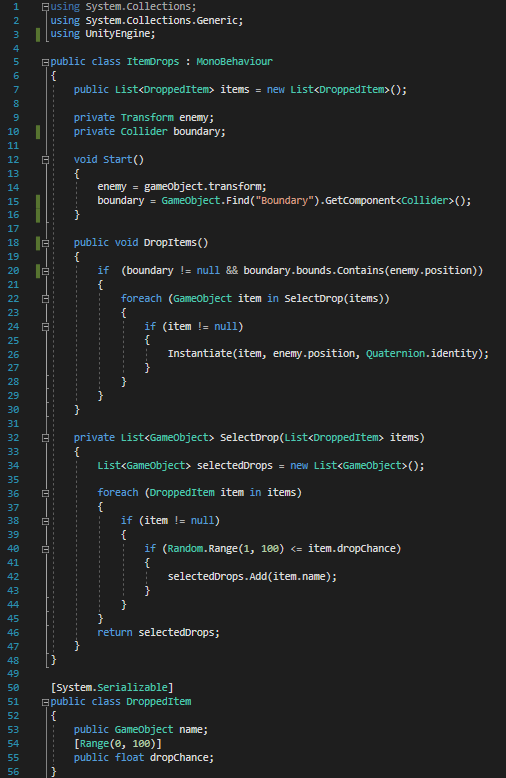 1 using System.Collections;
2 using System.Collections.Generic;
3 using UnityEngine;
4
5 public class ItemDrops : MonoBehaviour
6 {
7 public List<DroppedItem> items = new List<DroppedItem>();
8
9 private Transform enemy;
10 private Collider boundary;
11
12 void Start()
13 {
14 enemy = gameObject.transform;
15 boundary = GameObject.Find("Boundary").GetComponent<Collider>();
16 }
17
18 public void DropItems()
19 {
20 if (boundary != null && boundary.bounds.Contains(enemy.position))
21 {
22 foreach (GameObject item in SelectDrop(items))
23 {
24 if (item != null)
25 {
26 Instantiate(item, enemy.position, Quaternion.identity);
27 }
28 }
29 }
30 }
31
32 private List<GameObject> SelectDrop(List<DroppedItem> items)
33 {
34 List<GameObject> selectedDrops = new List<GameObject>();
35
36 foreach (DroppedItem item in items)
37 {
38 if (item != null)
39 {
40 if (Random.Range(1, 100) <= item.dropChance)
41 {
42 selectedDrops.Add(item.name);
43 }
44 }
45 }
46 return selectedDrops;
47 }
48 }
49
50 [System.Serializable]
51 public class DroppedItem
52 {
53 public GameObject name;
54 [Range(0, 100)]
55 public float dropChance;
56 }